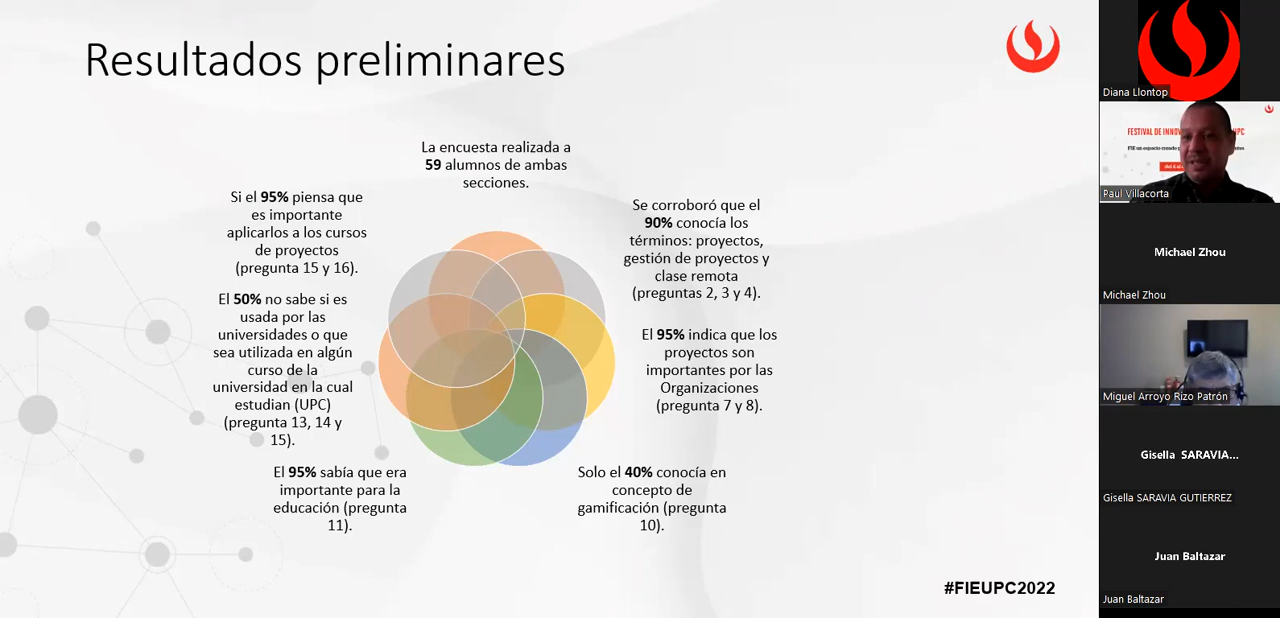 Resultados preliminares
La encuesta realizada a
59 alumnos de ambas
secciones.
Se corroboró que el
90% conocía los
términos: proyectos,
gestión de proyectos y
clase remota
(preguntas 2, 3 y 4).
El 95% indica que los
proyectos son
importantes por las
Organizaciones
(pregunta 7 y 8).
Solo el 40% conocía en
concepto de
gamificación (pregunta
10).
El 95% sabía que era
importante para la
educación (pregunta
11).
El 50% no sabe si es
usada por las
universidades o que
sea utilizada en algún
curso de la
universidad en la cual
estudian (UPC)
(pregunta 13, 14 y
15).
Si el 95% piensa que
es importante
aplicarlos a los cursos
de proyectos
(pregunta 15 y 16).
#FIEUPC2022
Diana Llontop
FESTIVAL DE
Paul Villacorta
Michael Zhou
Michael Zhou
Miguel Arroyo Rizo Patrón
Gisella SARAVIA...
Gisella SARAVIA GUTIERREZ
Juan Baltazar
Juan Baltazar